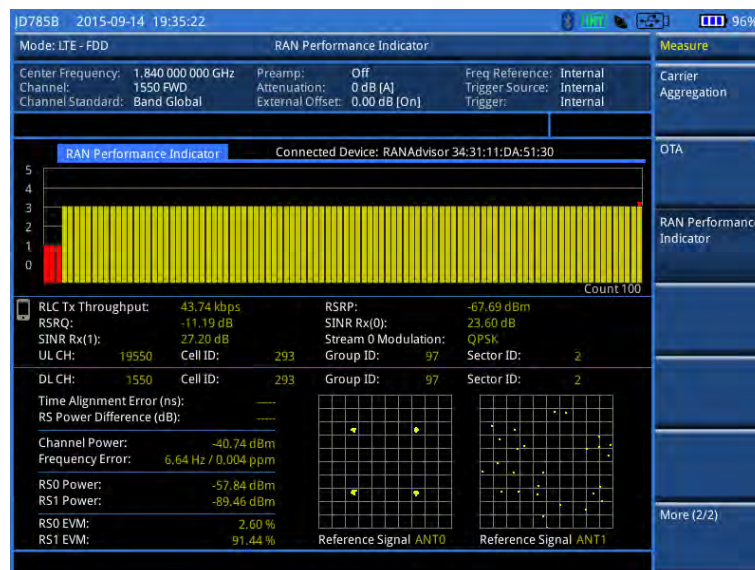 JD785B 2015-09-14 19:35:22 96%
Mode: LTE - FDD RAN Performance Indicator Measure
Center Frequency: 1.840 000 000 GHz Preamp: Off Freq Reference: Internal
Channel: 1550 FWD Attenuation: 0 dB [A] Trigger Source: Internal
Channel Standard: Band Global External Offset: 0.00 dB [On] Trigger: Internal
Carrier
Aggregation
OTA
RAN Performance
Indicator
More (2/2)
RAN Performance Indicator Connected Device: RANAdvisor 34:31:11:DA:51:30
5
4
3
2
1
0
Count 100
RLC Tx Throughput: 43.74 kbps RSRP: -67.69 dBm
RSRQ: -11.19 dB SINR Rx(0): 23.60 dB
SINR Rx(1): 27.20 dB Stream 0 Modulation: QPSK
UL CH: 19550 Cell ID: 293 Group ID: 97 Sector ID: 2
DL CH: 1550 Cell ID: 293 Group ID: 97 Sector ID: 2
Time Alignment Error (ns): -----
RS Power Difference (dB): -----
Channel Power: -40.74 dBm
Frequency Error: 6.64 Hz / 0.004 ppm
RS0 Power: -57.84 dBm
RS1 Power: -89.46 dBm
RS0 EVM: 2.60 %
RS1 EVM: 91.44 %
Reference Signal ANT0 Reference Signal ANT1